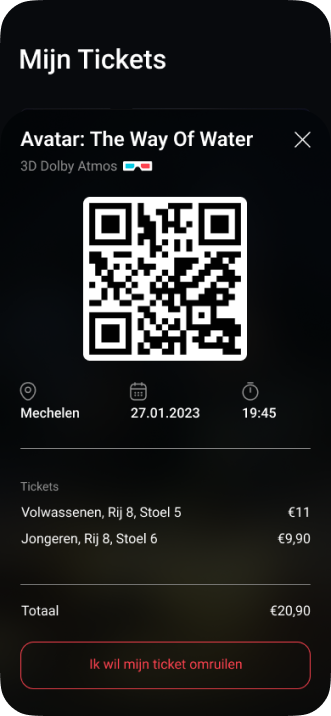 Mijn Tickets
Avatar: The Way Of Water
3D Dolby Atmos
Mechelen 27.01.2023 19:45
Tickets
Volwassenen, Rij 8, Stoel 5 €11
Jongeren, Rij 8, Stoel 6 €9,90
Totaal €20,90
Ik wil mijn ticket omruilen